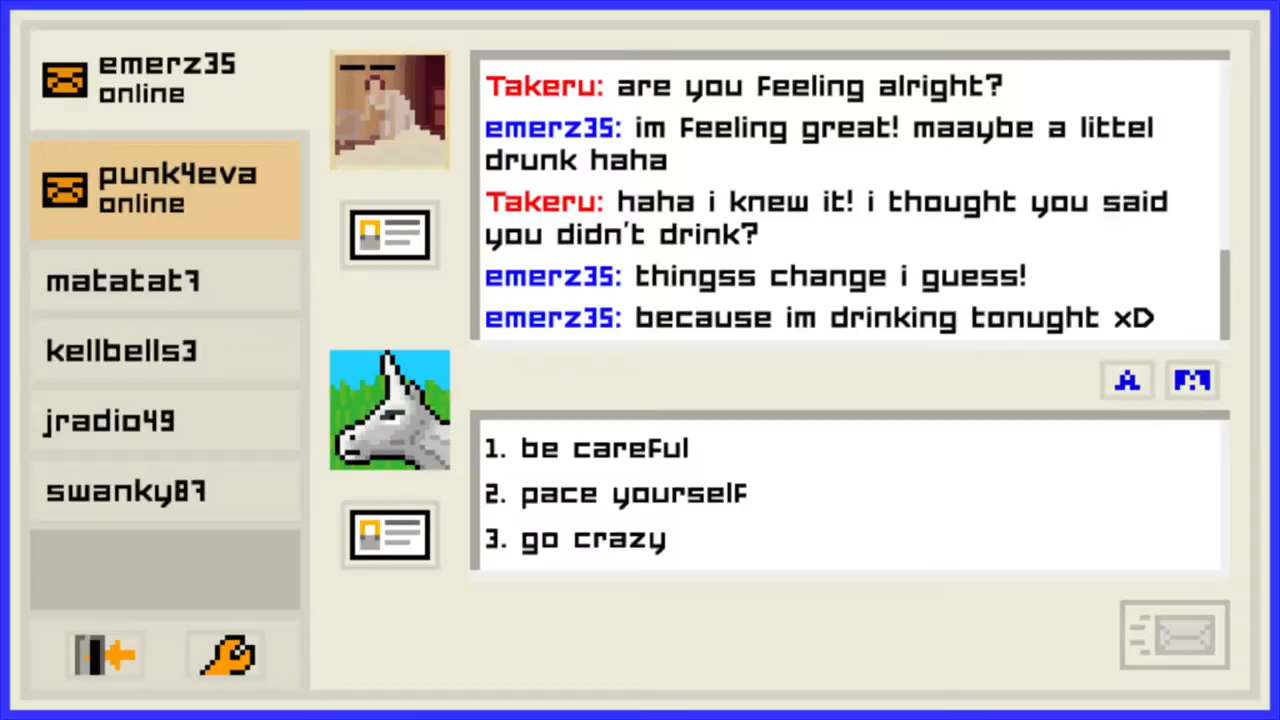 emerz35
online
punk4eva
online
matatat7
kellbells3
jradio49
swanky87
Takeru: are you feeling alright?
emerz35: im feeling great! maaybe a littel
drunk haha
Takeru: haha i knew it! i thought you said
you didn't drink?
emerz35: thingss change i guess!
emerz35: because im drinking tonught xD
A
M
1. be careful
2. pace yourself
3. go crazy